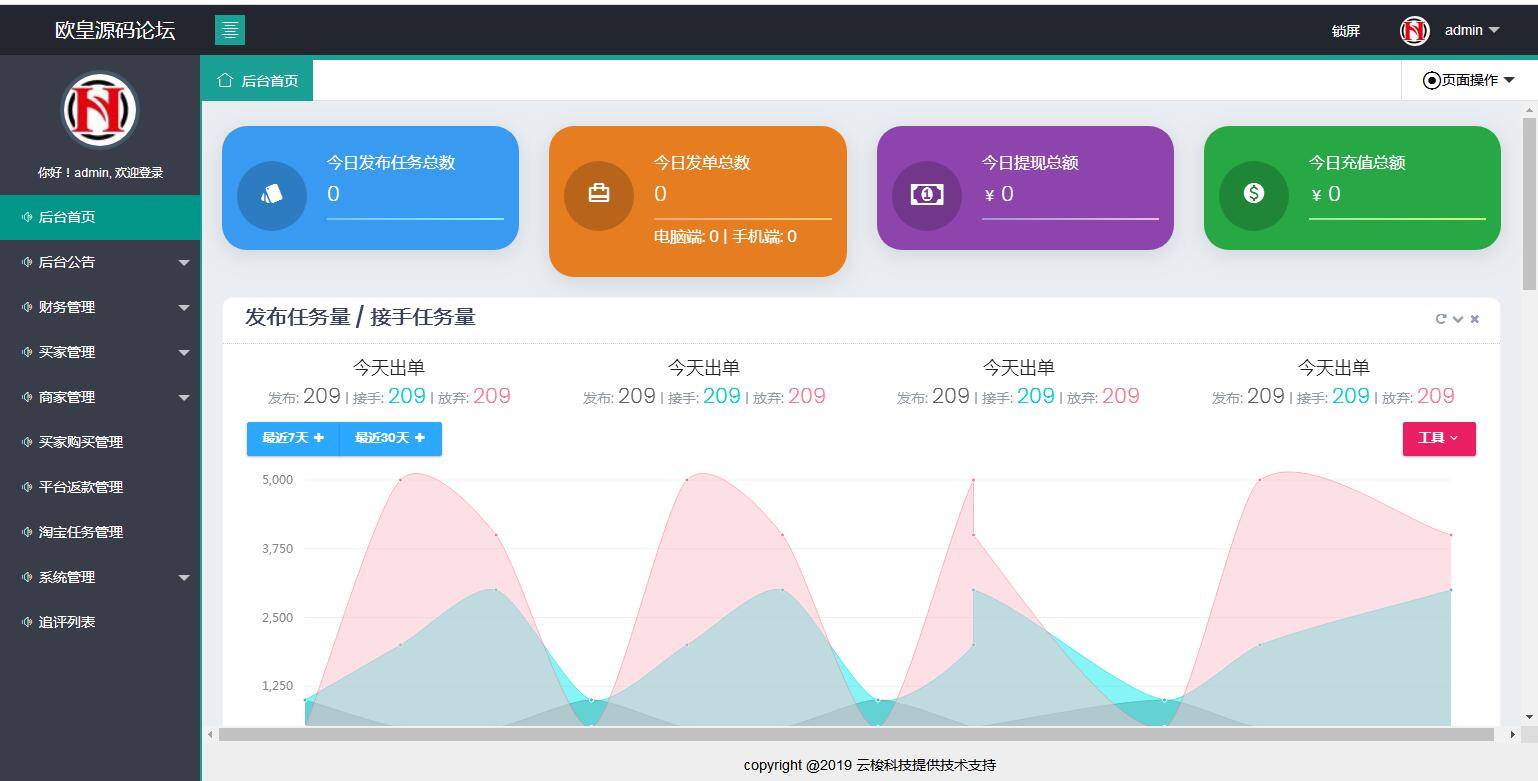 欧皇源码论坛
锁屏
admin
后台首页
页面操作
你好！admin, 欢迎登录
后台首页
后台公告
财务管理
买家管理
商家管理
买家购买管理
平台返款管理
淘宝任务管理
系统管理
追评列表
今日发布任务总数
0
今日发单总数
0
电脑端: 0 | 手机端: 0
今日提现总额
¥ 0
今日充值总额
¥ 0
发布任务量 / 接手任务量
今天出单
发布: 209 | 接手: 209 | 放弃: 209
今天出单
发布: 209 | 接手: 209 | 放弃: 209
今天出单
发布: 209 | 接手: 209 | 放弃: 209
今天出单
发布: 209 | 接手: 209 | 放弃: 209
最近7天
最近30天
工具
5,000
3,750
2,500
1,250
copyright @2019 云梭科技提供技术支持